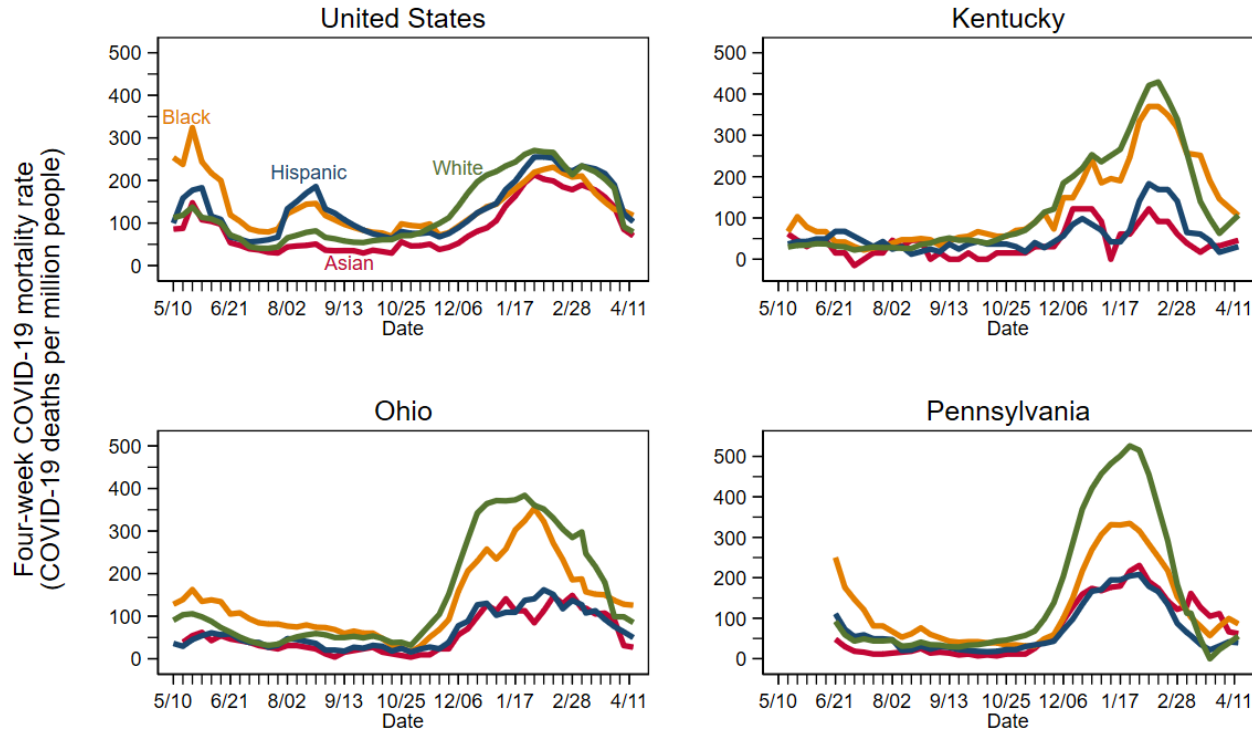 Four-week COVID-19 mortality rate
(COVID-19 deaths per million people)
United States
500
400
300
200
100
0
Black
Hispanic
White
Asian
5/10 6/21 8/02 9/13 10/25 12/06 1/17 2/28 4/11
Date
Kentucky
500
400
300
200
100
0
5/10 6/21 8/02 9/13 10/25 12/06 1/17 2/28 4/11
Date
Ohio
500
400
300
200
100
0
5/10 6/21 8/02 9/13 10/25 12/06 1/17 2/28 4/11
Date
Pennsylvania
500
400
300
200
100
0
5/10 6/21 8/02 9/13 10/25 12/06 1/17 2/28 4/11
Date